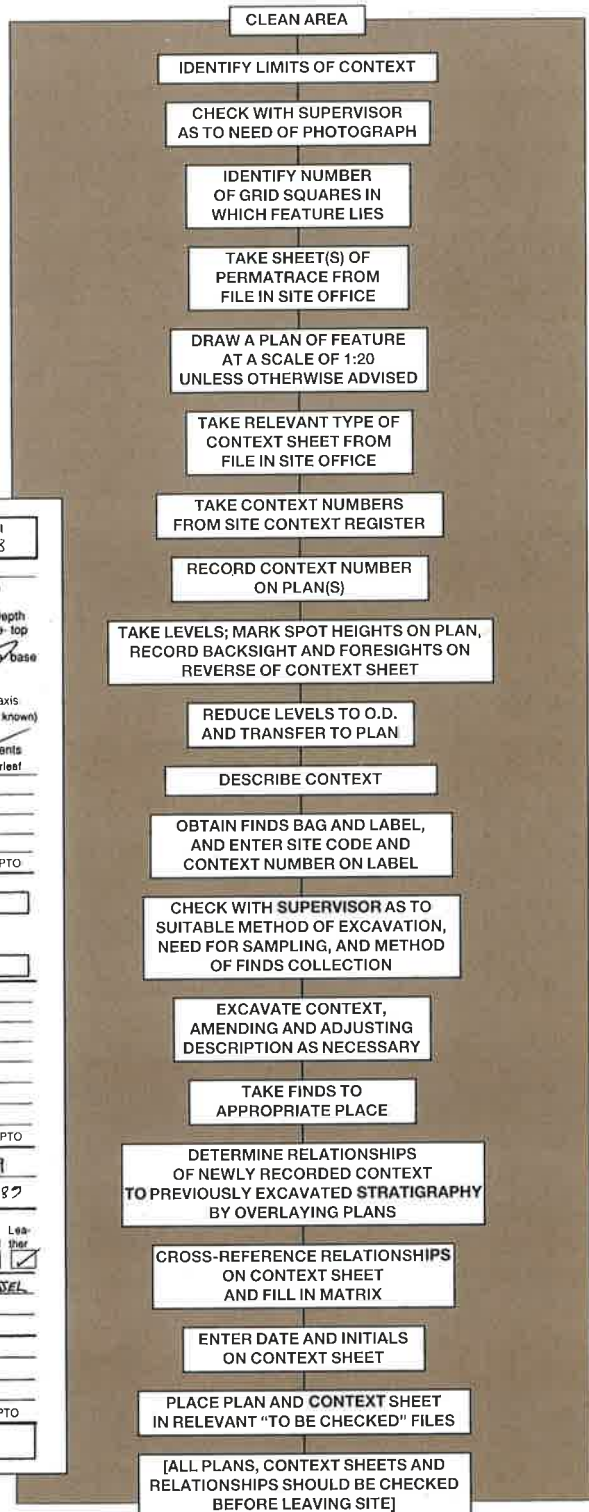 CLEAN AREA
IDENTIFY LIMITS OF CONTEXT
CHECK WITH SUPERVISOR
AS TO NEED OF PHOTOGRAPH
IDENTIFY NUMBER
OF GRID SQUARES IN
WHICH FEATURE LIES
TAKE SHEET(S) OF
PERMATRACE FROM
FILE IN SITE OFFICE
DRAW A PLAN OF FEATURE
AT A SCALE OF 1:20
UNLESS OTHERWISE ADVISED
TAKE RELEVANT TYPE OF
CONTEXT SHEET FROM
FILE IN SITE OFFICE
TAKE CONTEXT NUMBERS
FROM SITE CONTEXT REGISTER
RECORD CONTEXT NUMBER
ON PLAN(S)
TAKE LEVELS; MARK SPOT HEIGHTS ON PLAN,
RECORD BACKSIGHT AND FORESIGHTS ON
REVERSE OF CONTEXT SHEET
REDUCE LEVELS TO O.D.
AND TRANSFER TO PLAN
DESCRIBE CONTEXT
OBTAIN FINDS BAG AND LABEL,
AND ENTER SITE CODE AND
CONTEXT NUMBER ON LABEL
CHECK WITH SUPERVISOR AS TO
SUITABLE METHOD OF EXCAVATION,
NEED FOR SAMPLING, AND METHOD
OF FINDS COLLECTION
EXCAVATE CONTEXT,
AMENDING AND ADJUSTING
DESCRIPTION AS NECESSARY
TAKE FINDS TO
APPROPRIATE PLACE
DETERMINE RELATIONSHIPS
OF NEWLY RECORDED CONTEXT
TO PREVIOUSLY EXCAVATED STRATIGRAPHY
BY OVERLAYING PLANS
CROSS-REFERENCE RELATIONSHIPS
ON CONTEXT SHEET
AND FILL IN MATRIX
ENTER DATE AND INITIALS
ON CONTEXT SHEET
PLACE PLAN AND CONTEXT SHEET
IN RELEVANT "TO BE CHECKED" FILES
[ALL PLANS, CONTEXT SHEETS AND
RELATIONSHIPS SHOULD BE CHECKED
BEFORE LEAVING SITE]
8
top
base
axis
known)
PTO
PTO
Lea-
ther
PTO